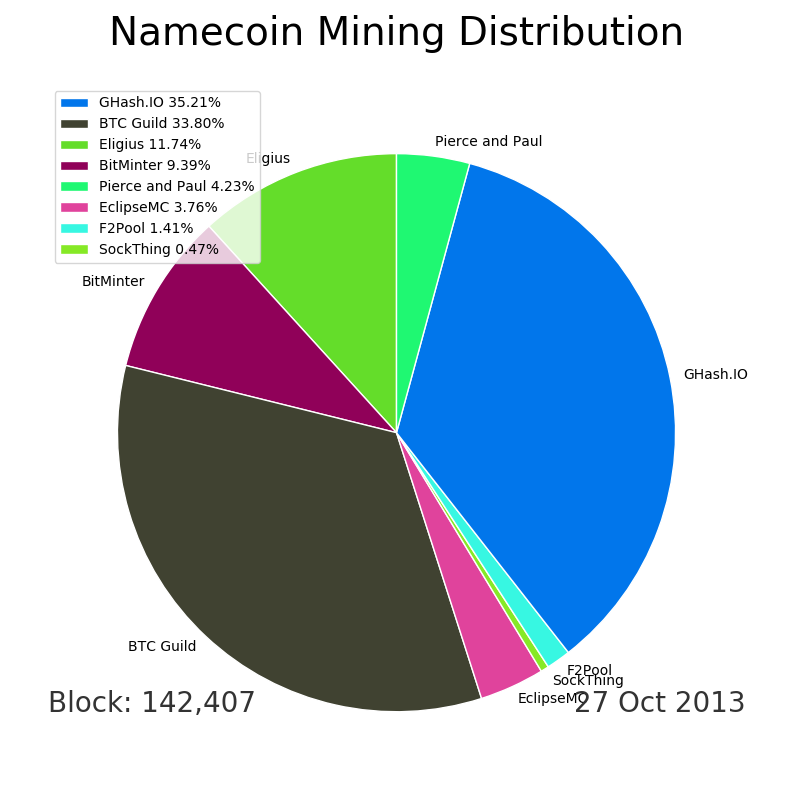 Namecoin Mining Distribution
GHash.IO 35.21%
BTC Guild 33.80%
Eligius 11.74%
BitMinter 9.39%
Pierce and Paul 4.23%
EclipseMC 3.76%
F2Pool 1.41%
SockThing 0.47%
Pierce and Paul
Eligius
BitMinter
GHash.IO
BTC Guild
F2Pool
SockThing
EclipseMC
Block: 142,407
27 Oct 2013